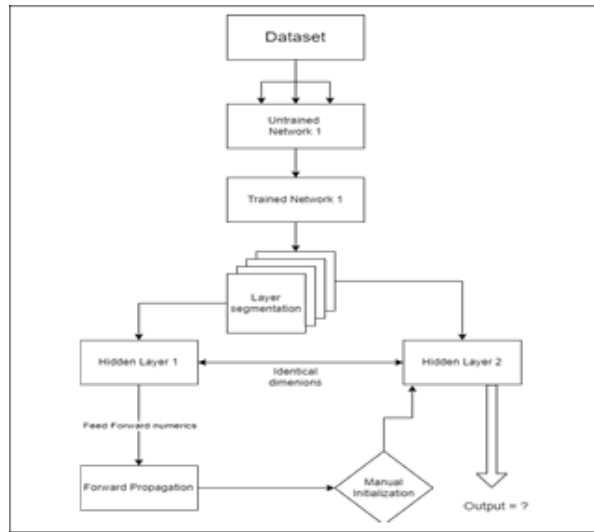 Dataset
Untrained
Network 1
Trained Network 1
Layer
segmentation
Hidden Layer 1
Identical
dimenions
Hidden Layer 2
Feed Forward numerics
Forward Propagation
Manual
Initialization
Output = ?